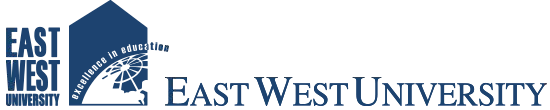 EAST
WEST
UNIVERSITY
excellence in education
EAST WEST UNIVERSITY